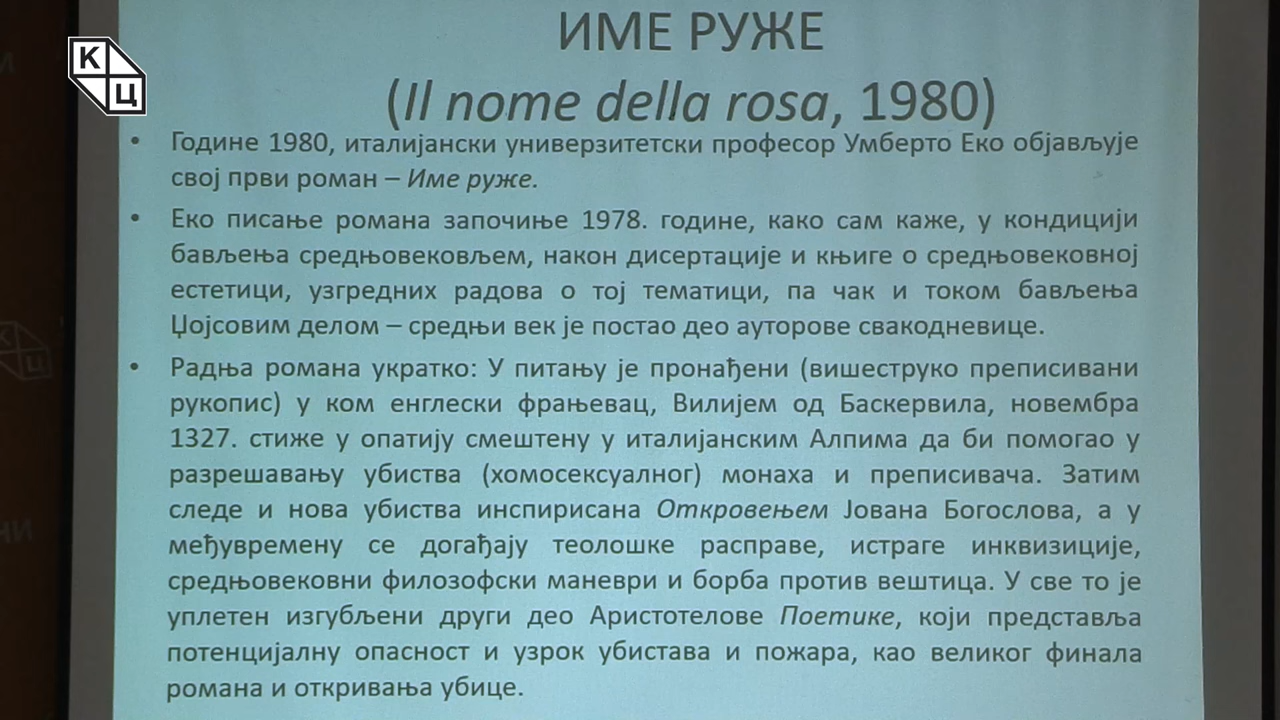 К
Ц
ИМЕ РУЖЕ
(Il nome della rosa, 1980)
• Године 1980, италијански универзитетски професор Умберто Еко објављује
свој први роман – Име руже.
• Еко писање романа започиње 1978. године, како сам каже, у кондицији
бављења средњовековљем, након дисертације и књиге о средњовековној
естетици, узгредних радова о тој тематици, па чак и током бављења
Џојсовим делом – средњи век је постао део ауторове свакодневице.
• Радња романа укратко: У питању је пронађени (вишеструко преписивани
рукопис) у ком енглески фрањевац, Вилијем од Баскервила, новембра
1327. стиже у опатију смештену у италијанским Алпима да би помогао у
разрешавању убиства (хомосексуалног) монаха и преписивача. Затим
следе и нова убиства инспирисана Откровењем Јована Богослова, а у
међувремену се догађају теолошке расправе, истраге инквизиције,
средњовековни филозофски маневри и борба против вештица. У све то је
уплетен изгубљени други део Аристотелове Поетике, који представља
потенцијалну опасност и узрок убистава и пожара, као великог финала
романа и откривања убице.